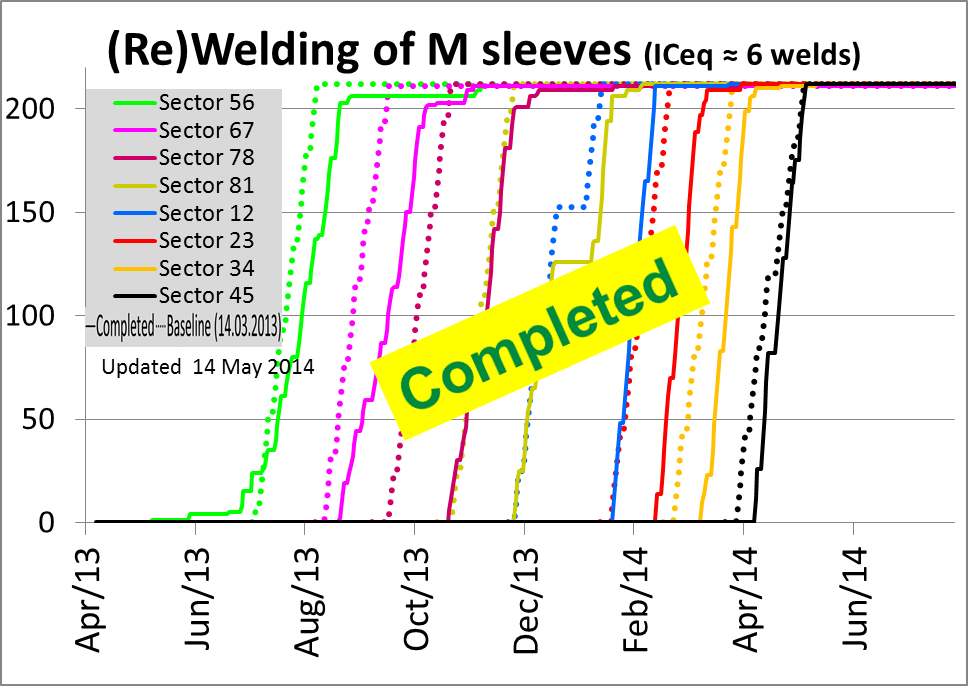 (Re)Welding of M sleeves (ICeq ≈ 6 welds)
200
150
100
50
0
Sector 56
Sector 67
Sector 78
Sector 81
Sector 12
Sector 23
Sector 34
Sector 45
—Completed ···· Baseline (14.03.2013)
Updated 14 May 2014
Completed
Apr/13
Jun/13
Aug/13
Oct/13
Dec/13
Feb/14
Apr/14
Jun/14